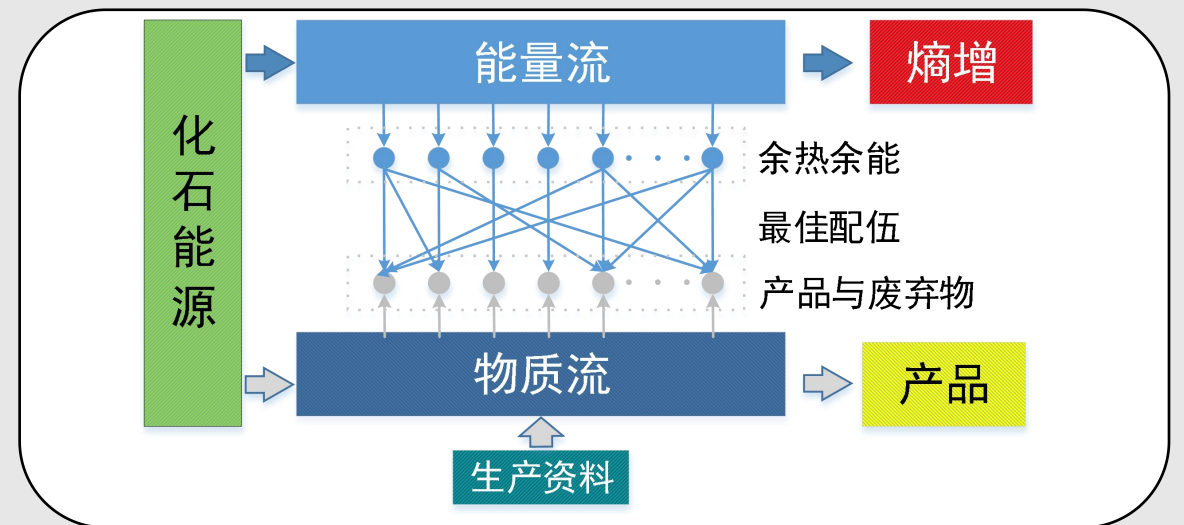 化石能源
能量流
熵增
余热余能
最佳配伍
产品与废弃物
物质流
产品
生产资料